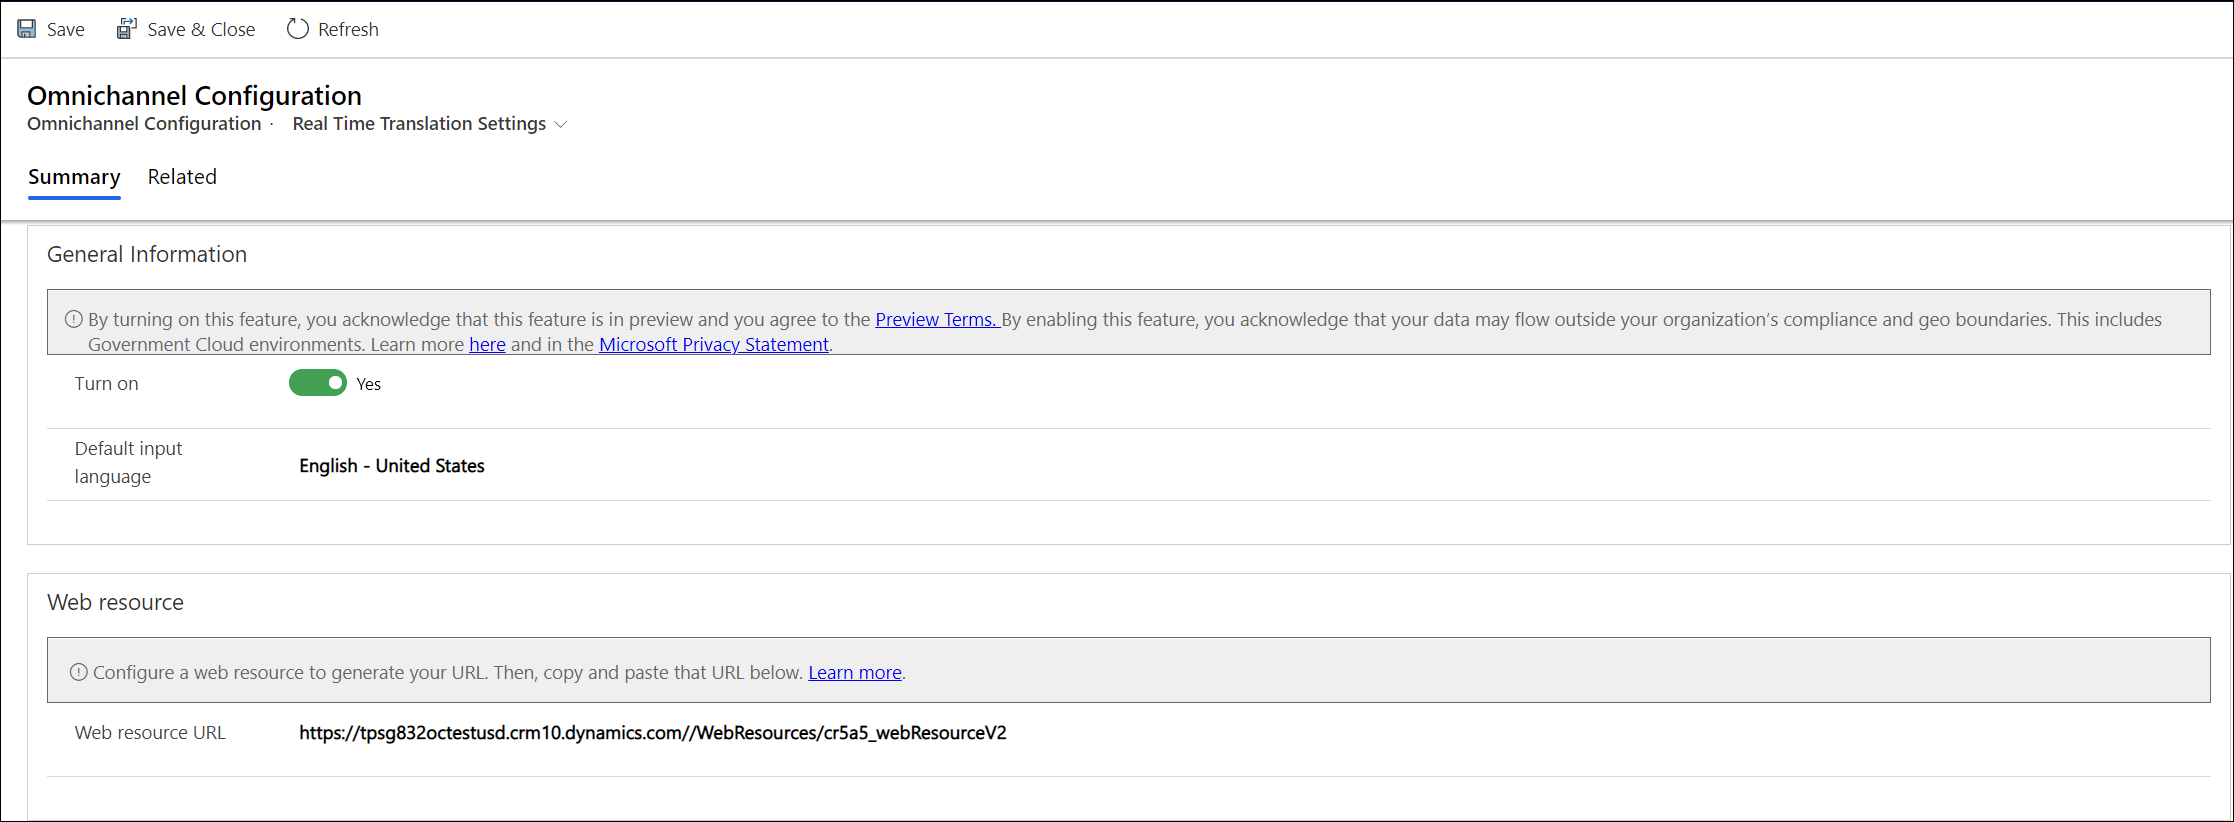 Save Save & Close Refresh
Omnichannel Configuration
Omnichannel Configuration · Real Time Translation Settings
Summary Related
General Information
By turning on this feature, you acknowledge that this feature is in preview and you agree to the Preview Terms. By enabling this feature, you acknowledge that your data may flow outside your organization’s compliance and geo boundaries. This includes
Government Cloud environments. Learn more here and in the Microsoft Privacy Statement.
Turn on Yes
Default input
language
English - United States
Web resource
Configure a web resource to generate your URL. Then, copy and paste that URL below. Learn more.
Web resource URL https://tpsg832octestusd.crm10.dynamics.com//WebResources/cr5a5_webResourceV2